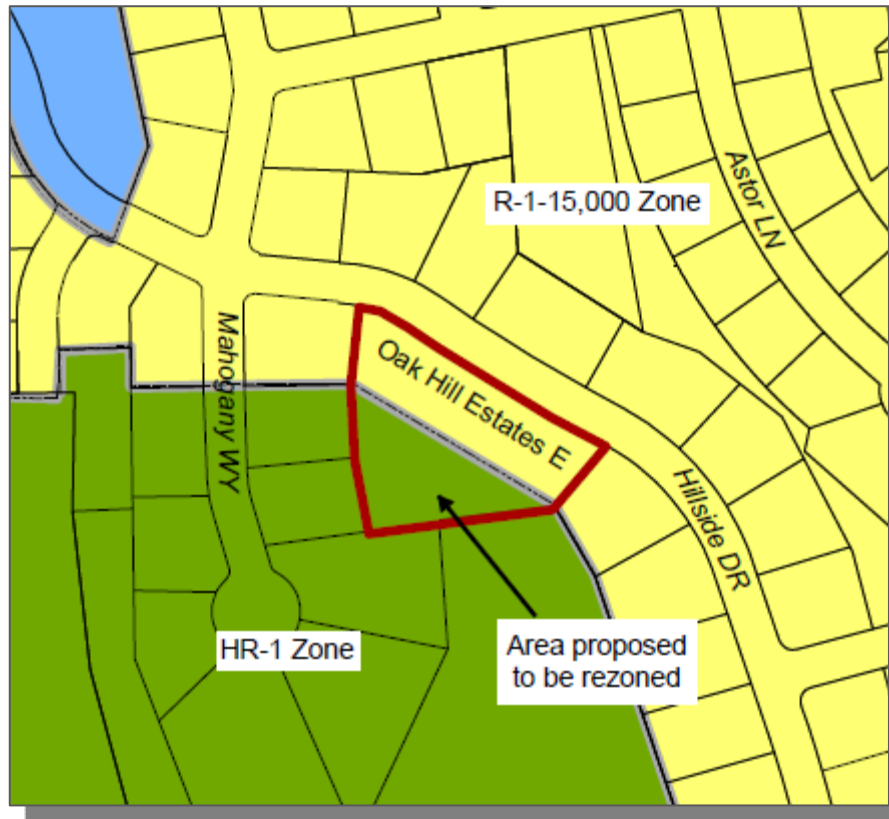 R-1-15,000 Zone
Astor LN
Mahogany WY
Oak Hill Estates E
Hillside DR
HR-1 Zone
Area proposed
to be rezoned